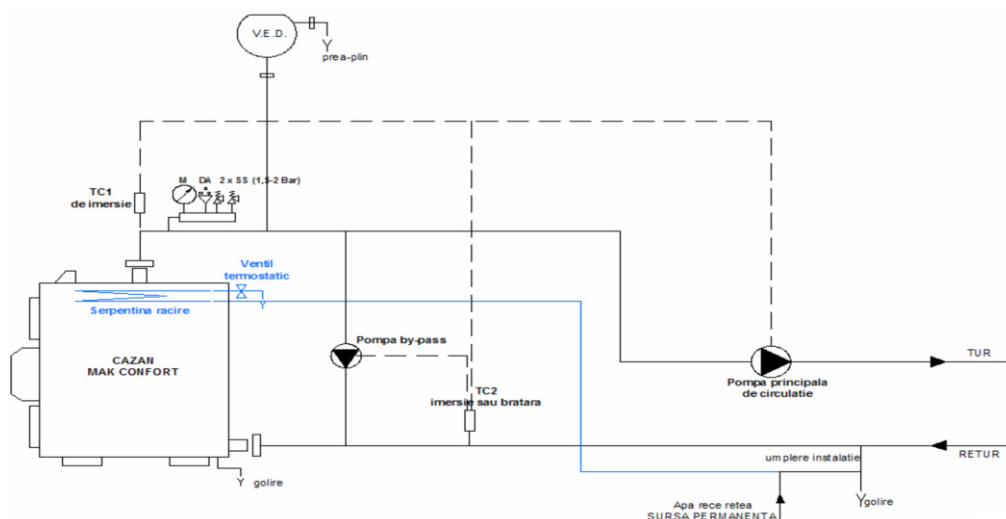 V.E.D.
prea-plin
M DA 2 x SS (1,5-2 Bar)
TC1
de imersie
Ventil
termostatic
Serpentina racire
CAZAN
MAK CONFORT
Pompa by-pass
TUR
Pompa principala
de circulatie
TC2
imersie sau bratara
RETUR
umplere instalatie
golire
golire
Apa rece retea
SURSA PERMANENTA